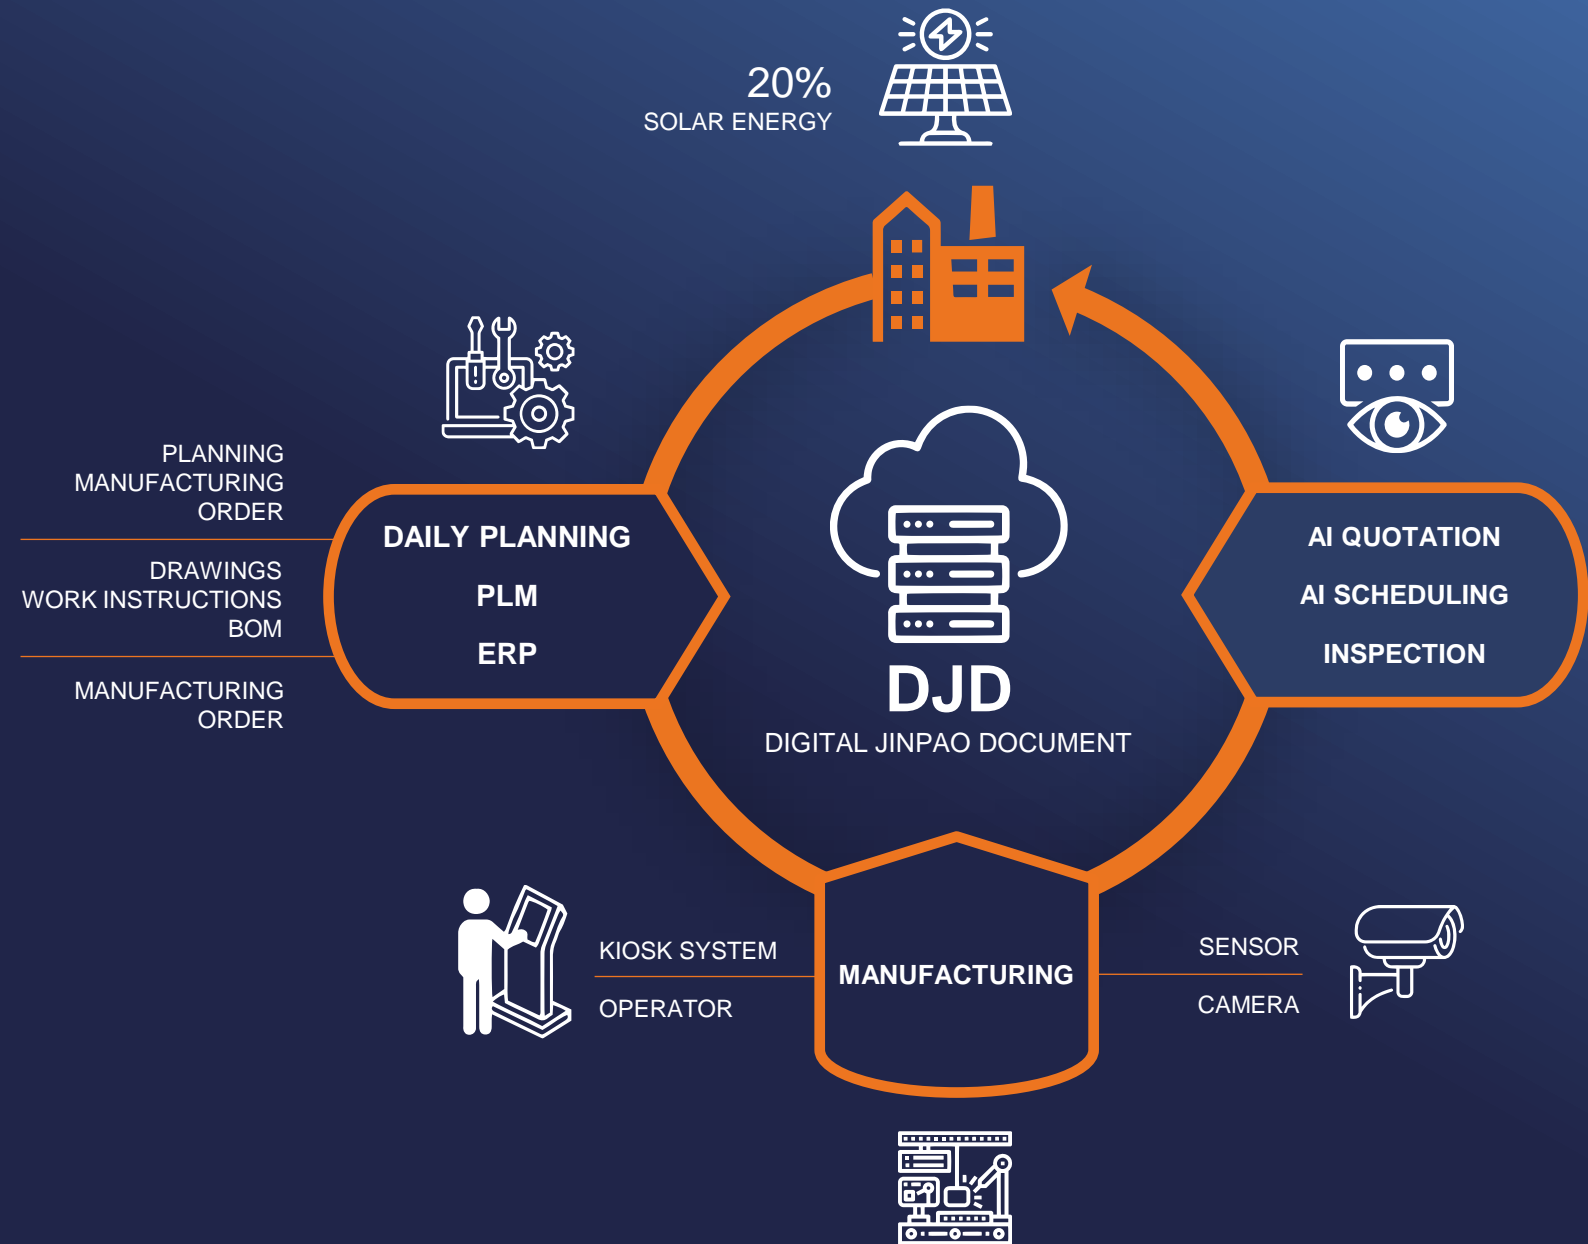 20%
SOLAR ENERGY
PLANNING
MANUFACTURING
ORDER
DRAWINGS
WORK INSTRUCTIONS
BOM
MANUFACTURING
ORDER
DAILY PLANNING
PLM
ERP
DJD
DIGITAL JINPAO DOCUMENT
AI QUOTATION
AI SCHEDULING
INSPECTION
KIOSK SYSTEM
OPERATOR
MANUFACTURING
SENSOR
CAMERA